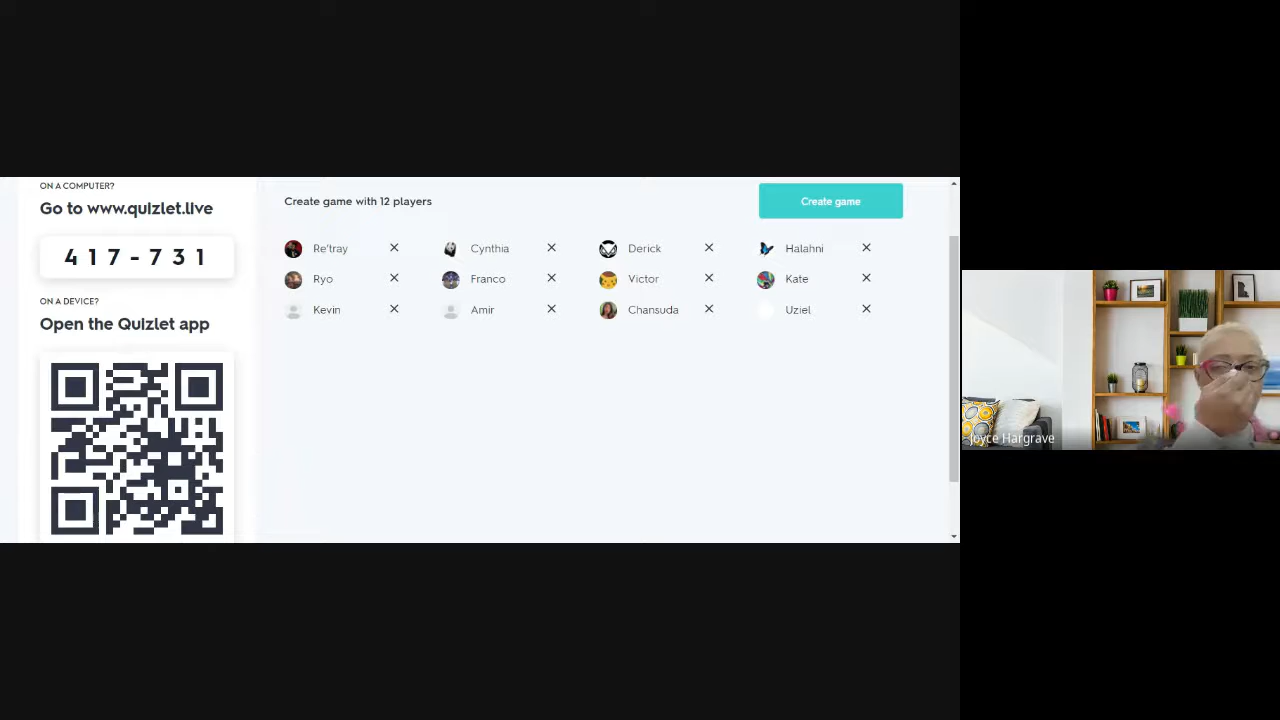 ON A COMPUTER?
Go to www.quizlet.live
417-731
ON A DEVICE?
Open the Quizlet app
Create game with 12 players
Create game
Re'tray
Cynthia
Derick
Halahni
Ryo
Franco
Victor
Kate
Kevin
Amir
Chansuda
Uziel
Joyce Hargrave